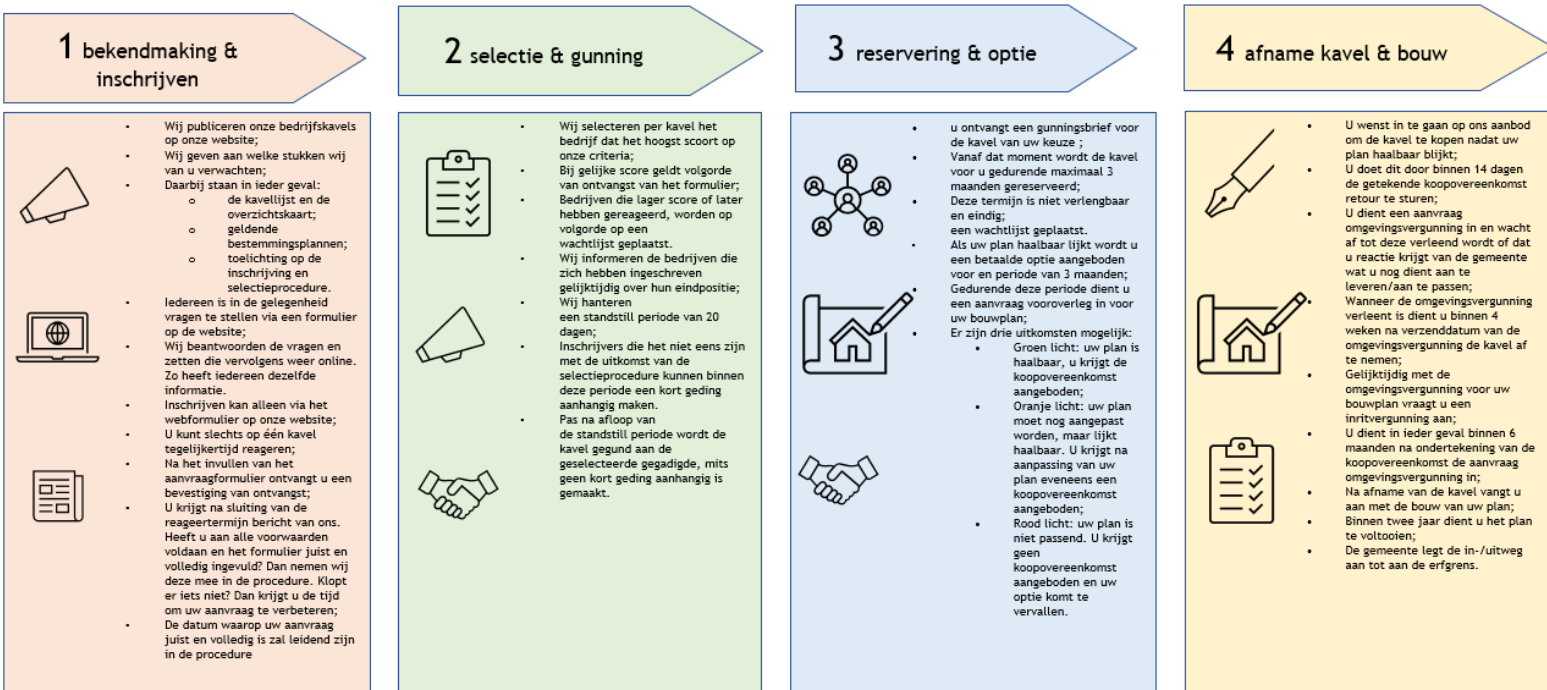 1 bekendmaking &
inschrijven
• Wij publiceren onze bedrijfskavels
op onze website;
• Wij geven aan welke stukken wij
van u verwachten;
• Daarbij staan in ieder geval:
o de kavellijst en de
overzichtskaart;
o geldende
bestemmingsplannen;
o toelichting op de
inschrijving en
selectieprocedure.
• Iedereen is in de gelegenheid
vragen te stellen via een formulier
op de website;
• Wij beantwoorden de vragen en
zetten die vervolgens weer online.
Zo heeft iedereen dezelfde
informatie.
• Inschrijven kan alleen via het
webformulier op onze website;
• U kunt slechts op één kavel
tegelijkertijd reageren;
• Na het invullen van het
aanvraagformulier ontvangt u een
bevestiging van ontvangst;
• U krijgt na sluiting van de
reageertermijn bericht van ons.
Heeft u aan alle voorwaarden
voldaan en het formulier juist en
volledig ingevuld? Dan nemen wij
deze mee in de procedure. Klopt
er iets niet? Dan krijgt u de tijd
om uw aanvraag te verbeteren;
• De datum waarop uw aanvraag
juist en volledig is zal leidend zijn
in de procedure
2 selectie & gunning
• Wij selecteren per kavel het
bedrijf dat het hoogst scoort op
onze criteria;
• Bij gelijke score geldt volgorde
van ontvangst van het formulier;
• Bedrijven die lager score of later
hebben gereageerd, worden op
volgorde op een
wachtlijst geplaatst.
• Wij informeren de bedrijven die
zich hebben ingeschreven
gelijktijdig over hun eindpositie;
• Wij hanteren
een standstill periode van 20
dagen;
• Inschrijvers die het niet eens zijn
met de uitkomst van de
selectieprocedure kunnen binnen
deze periode een kort geding
aanhangig maken.
• Pas na afloop van
de standstill periode wordt de
kavel gegund aan de
geselecteerde gegadigde, mits
geen kort geding aanhangig is
gemaakt.
3 reservering & optie
• u ontvangt een gunningsbrief voor
de kavel van uw keuze ;
• Vanaf dat moment wordt de kavel
voor u gedurende maximaal 3
maanden gereserveerd;
• Deze termijn is niet verlengbaar
en eindig;
een wachtlijst geplaatst.
• Als uw plan haalbaar lijkt wordt u
een betaalde optie aangeboden
voor en periode van 3 maanden;
• Gedurende deze periode dient u
een aanvraag vooroverleg in voor
uw bouwplan;
• Er zijn drie uitkomsten mogelijk:
• Groen licht: uw plan is
haalbaar, u krijgt de
koopovereenkomst
aangeboden;
• Oranje licht: uw plan
moet nog aangepast
worden, maar lijkt
haalbaar. U krijgt na
aanpassing van uw
plan eveneens een
koopovereenkomst
aangeboden;
• Rood licht: uw plan is
niet passend. U krijgt
geen
koopovereenkomst
aangeboden en uw
optie komt te
vervallen.
4 afname kavel & bouw
• U wenst in te gaan op ons aanbod
om de kavel te kopen nadat uw
plan haalbaar blijkt;
• U doet dit door binnen 14 dagen
de getekende koopovereenkomst
retour te sturen;
• U dient een aanvraag
omgevingsvergunning in en wacht
af tot deze verleend wordt of dat
u reactie krijgt van de gemeente
wat u nog dient aan te
leveren/aan te passen;
• Wanneer de omgevingsvergunning
verleent is dient u binnen 4
weken na verzenddatum van de
omgevingsvergunning de kavel af
te nemen;
• Gelijktijdig met de
omgevingsvergunning voor uw
bouwplan vraagt u een
inritvergunning aan;
• U dient in ieder geval binnen 6
maanden na ondertekening van de
koopovereenkomst de aanvraag
omgevingsvergunning in;
• Na afname van de kavel vangt u
aan met de bouw van uw plan;
• Binnen twee jaar dient u het plan
te voltooien;
• De gemeente legt de in-/uitweg
aan tot aan de erfgrens.